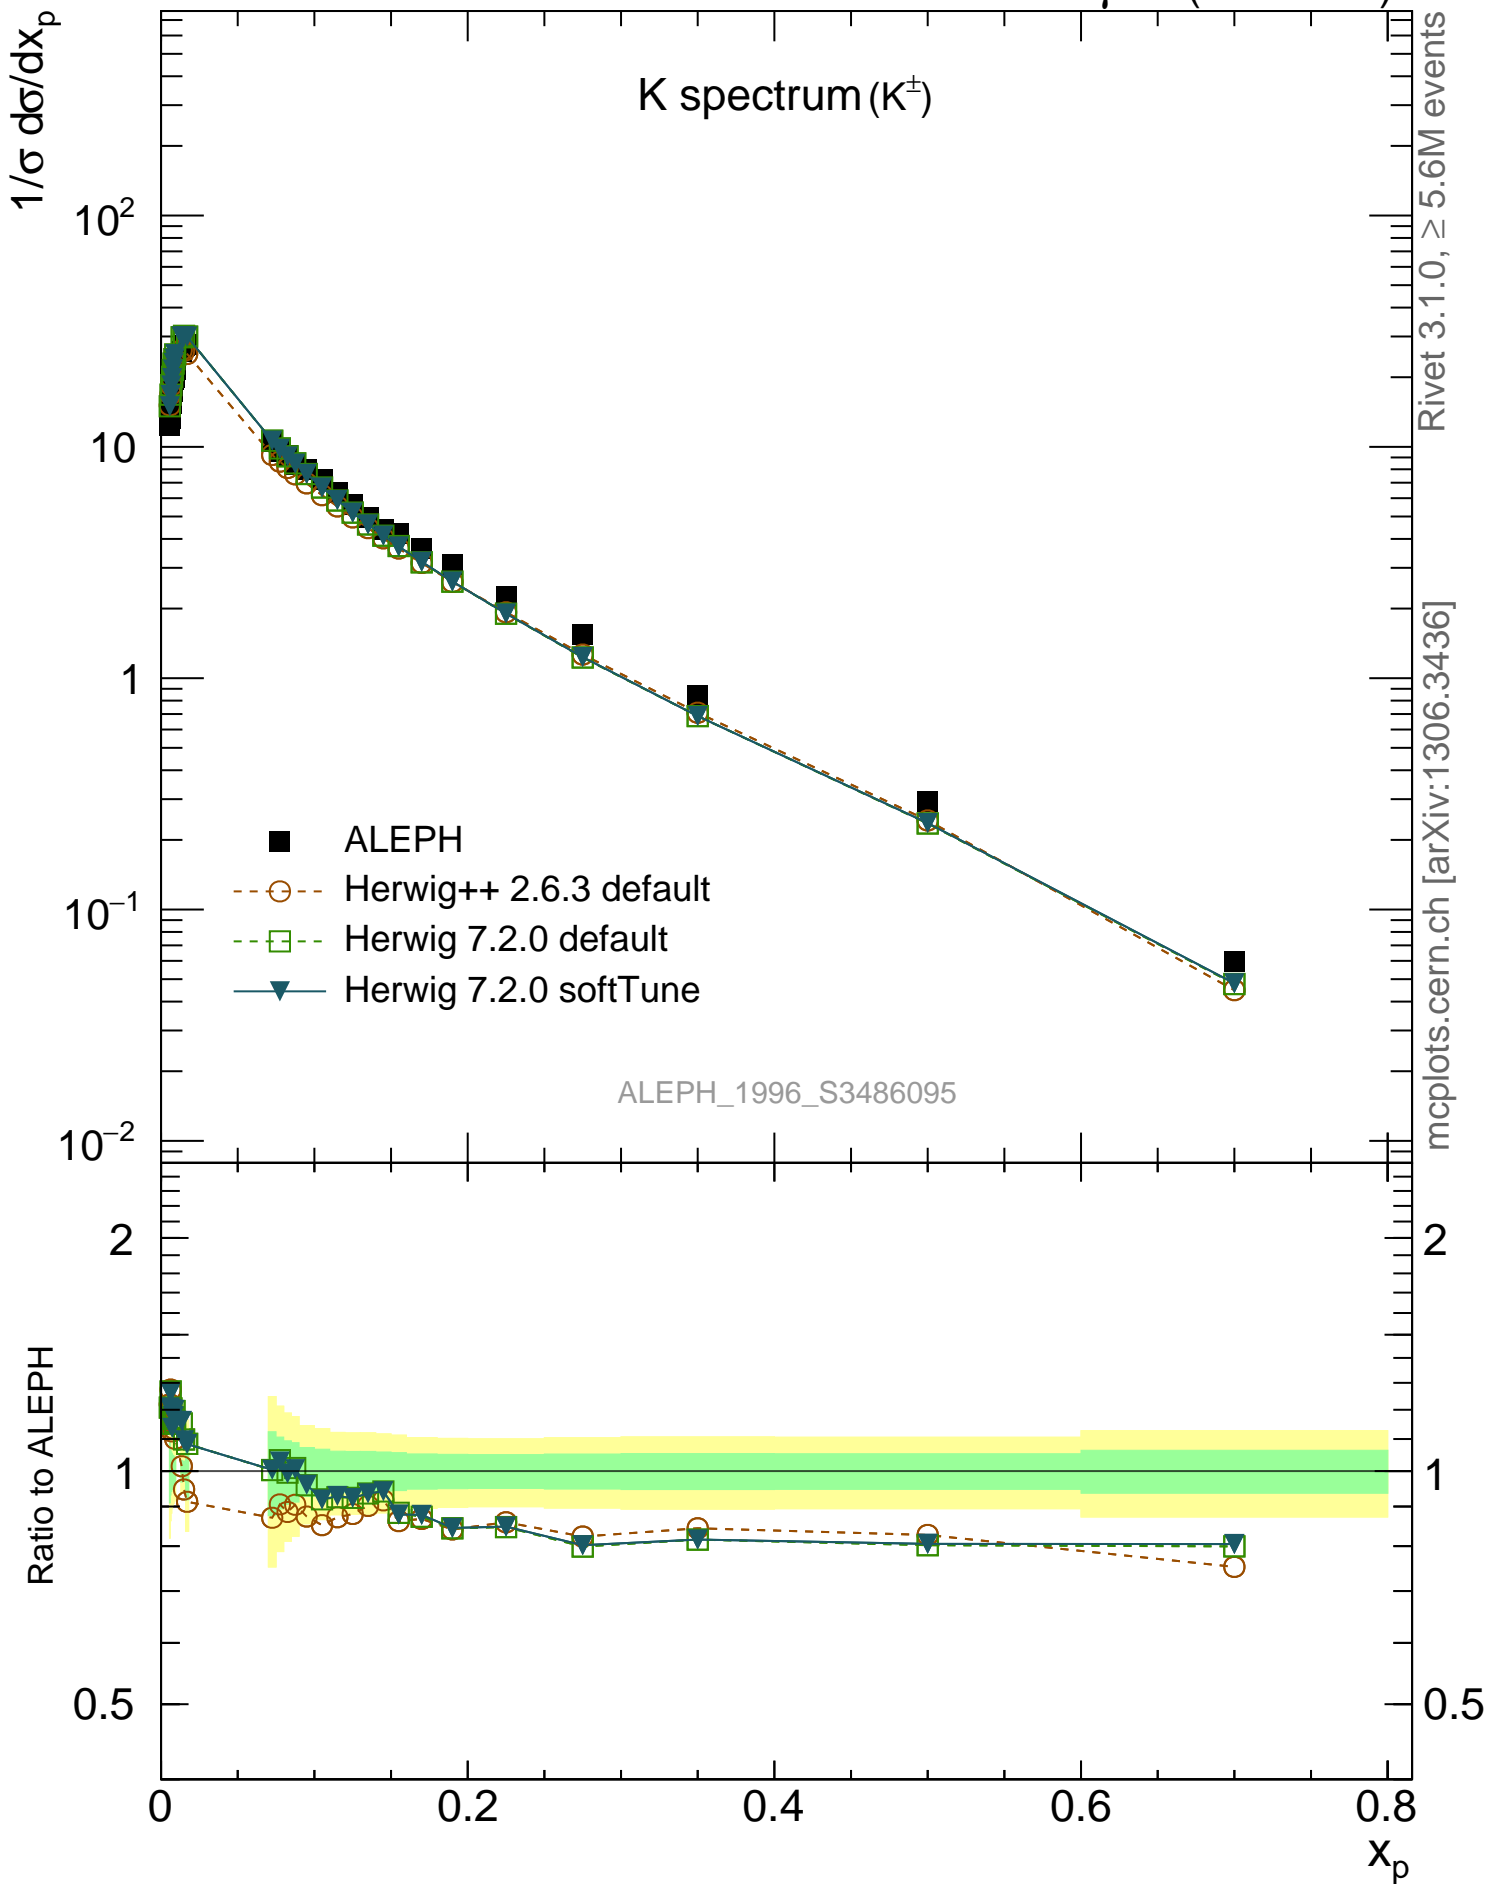 1/σ dσ/dxₚ
K spectrum (K±)
10²
10
1
10⁻¹
10⁻²
ALEPH
Herwig++ 2.6.3 default
Herwig 7.2.0 default
Herwig 7.2.0 softTune
ALEPH_1996_S3486095
Rivet 3.1.0, ≥ 5.6M events
mcplots.cern.ch [arXiv:1306.3436]
Ratio to ALEPH
2
1
0.5
2
1
0.5
0
0.2
0.4
0.6
0.8
xₚ